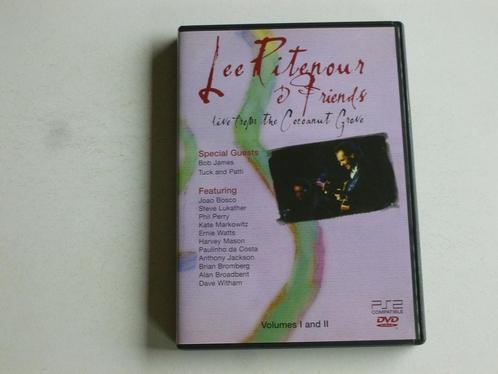 Lee Ritenour
& Friends
live from the Cocoanut Grove
Special Guests
Bob James
Tuck and Patti
Featuring
Joao Bosco
Steve Lukather
Phil Perry
Kate Markowitz
Ernie Watts
Harvey Mason
Paulinho da Costa
Anthony Jackson
Brian Bromberg
Alan Broadbent
Dave Witham
Volumes I and II
PS2
COMPATIBLE
DVD